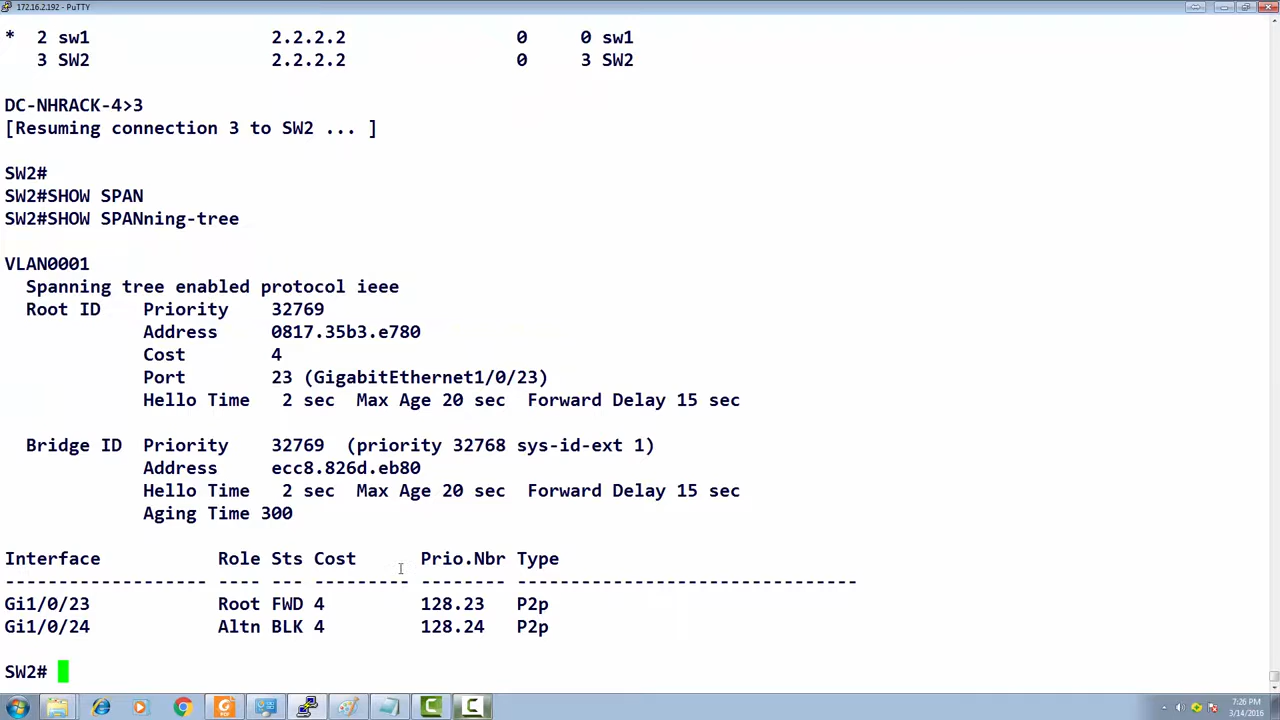 172.16.2.192 - PuTTY
* 2 sw1 2.2.2.2 0 0 sw1
3 SW2 2.2.2.2 0 3 SW2
DC-NHRACK-4>3
[Resuming connection 3 to SW2 ... ]
SW2#
SW2#SHOW SPAN
SW2#SHOW SPANning-tree
VLAN0001
Spanning tree enabled protocol ieee
Root ID Priority 32769
Address 0817.35b3.e780
Cost 4
Port 23 (GigabitEthernet1/0/23)
Hello Time 2 sec Max Age 20 sec Forward Delay 15 sec
Bridge ID Priority 32769 (priority 32768 sys-id-ext 1)
Address ecc8.826d.eb80
Hello Time 2 sec Max Age 20 sec Forward Delay 15 sec
Aging Time 300
Interface Role Sts Cost Prio.Nbr Type
------------------- ---- --- --------- -------- --------------------------------
Gi1/0/23 Root FWD 4 128.23 P2p
Gi1/0/24 Altn BLK 4 128.24 P2p
SW2#
7:26 PM
3/14/2016